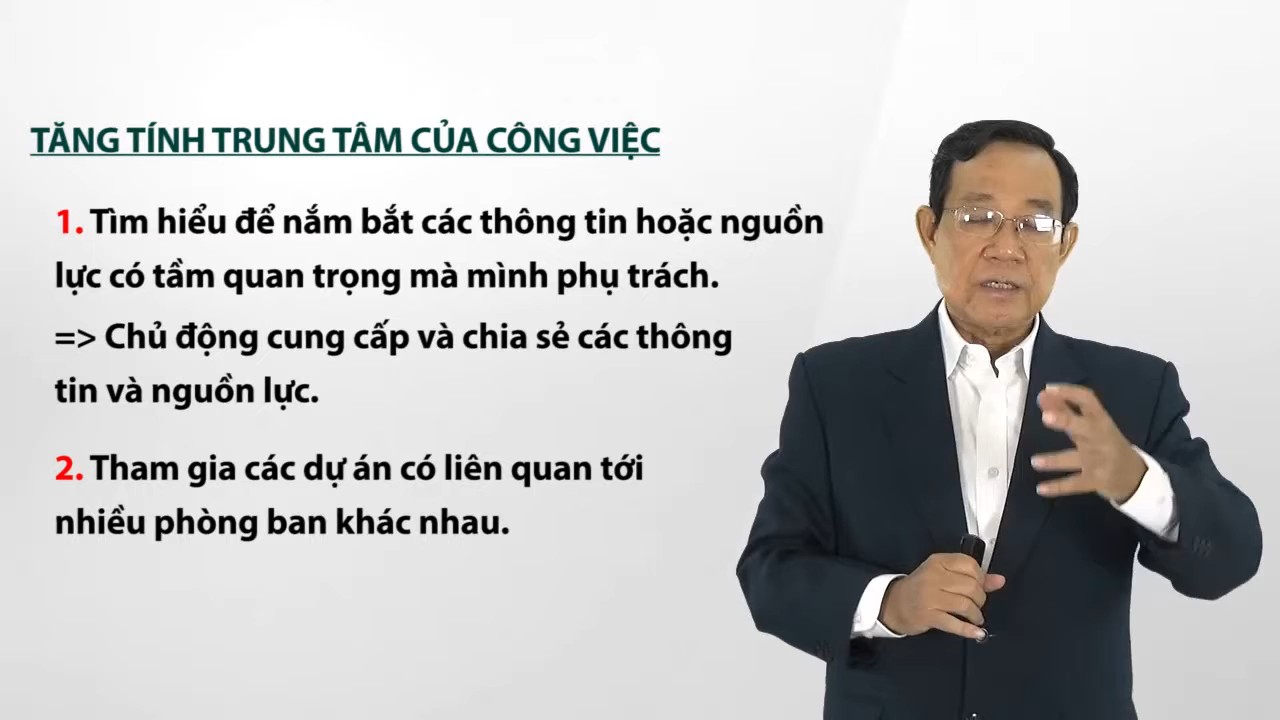 TĂNG TÍNH TRUNG TÂM CỦA CÔNG VIỆC
1. Tìm hiểu để nắm bắt các thông tin hoặc nguồn
lực có tầm quan trọng mà mình phụ trách.
=> Chủ động cung cấp và chia sẻ các thông
tin và nguồn lực.
2. Tham gia các dự án có liên quan tới
nhiều phòng ban khác nhau.